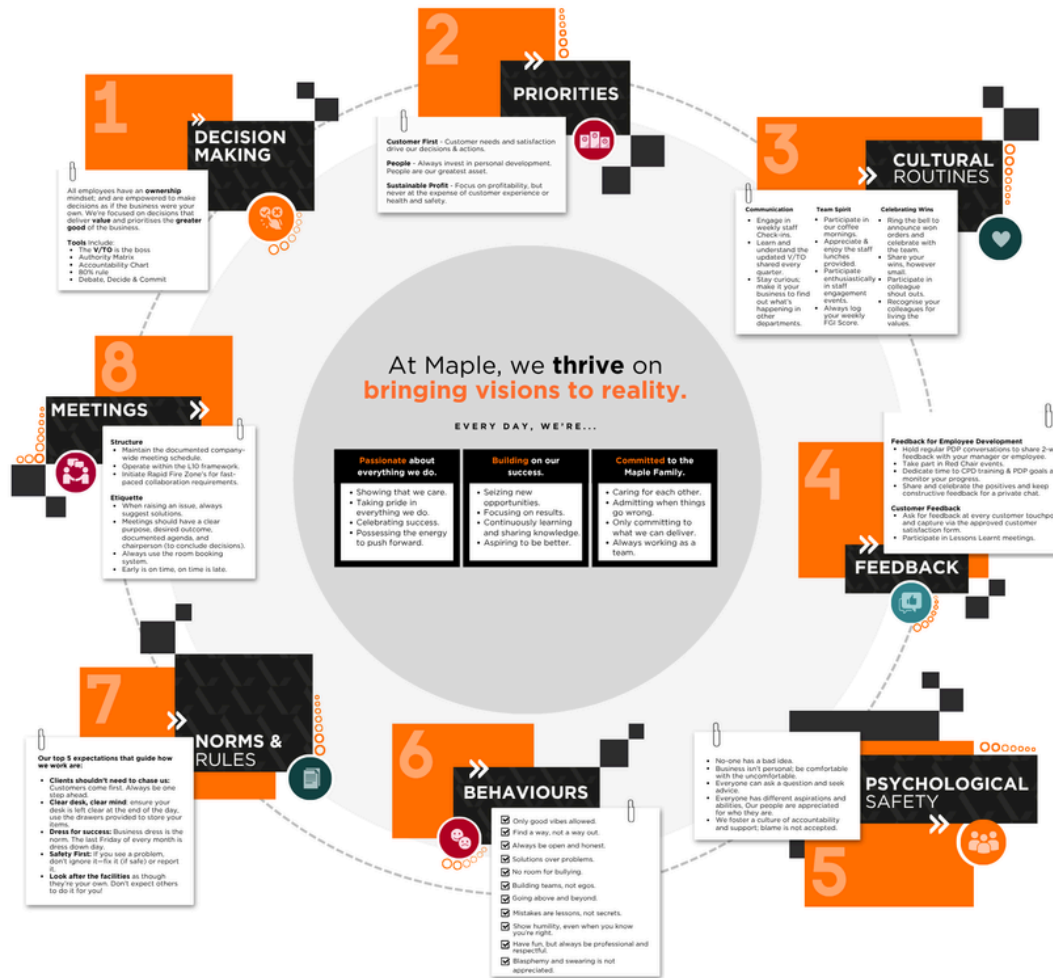 1
DECISION
MAKING
All employees have an ownership
mindset; and are empowered to make
decisions as if the business were your
own. We're focused on decisions that
deliver value and prioritises the greater
good of the business.
Tools include:
• The V/TO is the boss
• Authority Matrix
• Accountability Chart
• 80% rule
• Debate, Decide & Commit
2
PRIORITIES
Customer First - Customer needs and satisfaction
drive our decisions & actions.
People - Always invest in personal development.
People are our greatest asset.
Sustainable Profit - Focus on profitability, but
never at the expense of customer experience or
health and safety.
3
CULTURAL
ROUTINES
Communication
• Engage in
weekly staff
Check-ins.
• Learn and
understand the
updated V/TO
shared every
quarter.
• Stay curious;
make it your
business to find
out what's
happening in
other
departments.
Team Spirit
• Participate in
our coffee
mornings.
• Appreciate &
enjoy the staff
lunches
provided.
• Participate
enthusiastically
in staff
engagement
events.
• Always log
your weekly
FGI Score.
Celebrating Wins
• Ring the bell to
announce won
orders and
celebrate with
the team.
• Share your
wins, however
small.
• Participate in
colleague
shout outs.
• Recognise your
colleagues for
living the
values.
At Maple, we thrive on
bringing visions to reality.
EVERY DAY, WE'RE...
Passionate about
everything we do.
• Showing that we care.
• Taking pride in
everything we do.
• Celebrating success.
• Possessing the energy
to push forward.
Building on our
success.
• Seizing new
opportunities.
• Focusing on results.
• Continuously learning
and sharing knowledge.
• Aspiring to be better.
Committed to the
Maple Family.
• Caring for each other.
• Admitting when things
go wrong.
• Only committing to
what we can deliver.
• Always working as a
team.
4
FEEDBACK
Feedback for Employee Development
• Hold regular PDP conversations to share 2-w
feedback with your manager or employee.
• Take part in Red Chair events.
• Dedicate time to CPD training & PDP goals a
monitor your progress.
• Share and celebrate the positives and keep
constructive feedback for a private chat.
Customer Feedback
• Ask for feedback at every customer touchpo
and capture via the approved customer
satisfaction form.
• Participate in Lessons Learnt meetings.
5
PSYCHOLOGICAL
SAFETY
• No-one has a bad idea.
• Business isn't personal; be comfortable
with the uncomfortable.
• Everyone can ask a question and seek
advice.
• Everyone has different aspirations and
abilities, Our people are appreciated
for who they are.
• We foster a culture of accountability
and support; blame is not accepted.
6
BEHAVIOURS
Only good vibes allowed.
Find a way, not a way out.
Always be open and honest.
Solutions over problems.
No room for bullying.
Building teams, not egos.
Going above and beyond.
Mistakes are lessons, not secrets.
Show humility, even when you know
you're right.
Have fun, but always be professional and
respectful.
Blasphemy and swearing is not
appreciated.
7
NORMS &
RULES
Our top 5 expectations that guide how
we work are:
• Clients shouldn't need to chase us:
Customers come first. Always be one
step ahead.
• Clear desk, clear mind: ensure your
desk is left clear at the end of the day,
use the drawers provided to store your
items.
• Dress for success: Business dress is the
norm. The last Friday of every month is
dress down day.
• Safety First: If you see a problem,
don't ignore it—fix it (if safe) or report
it.
• Look after the facilities as though
they're your own. Don't expect others
to do it for you!
8
MEETINGS
Structure
• Maintain the documented company-
wide meeting schedule.
• Operate within the L10 framework.
• Initiate Rapid Fire Zone's for fast-
paced collaboration requirements.
Etiquette
• When raising an issue, always
suggest solutions.
• Meetings should have a clear
purpose, desired outcome,
documented agenda, and
chairperson (to conclude decisions).
• Always use the room booking
system.
• Early is on time, on time is late.